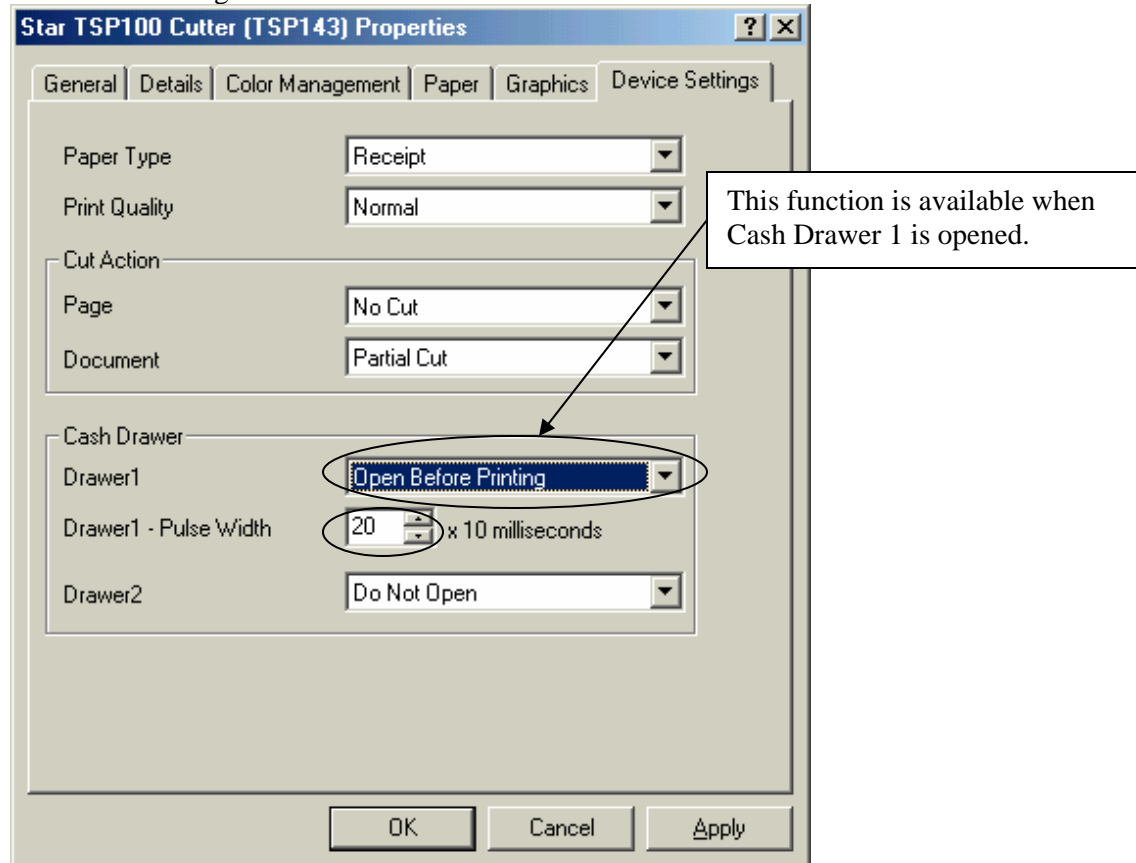 Star TSP100 Cutter (TSP143) Properties
General Details Color Management Paper Graphics Device Settings
Paper Type Receipt
Print Quality Normal
This function is available when
Cash Drawer 1 is opened.
Cut Action
Page No Cut
Document Partial Cut
Cash Drawer
Drawer1 Open Before Printing
Drawer1 - Pulse Width 20 x 10 milliseconds
Drawer2 Do Not Open
OK Cancel Apply